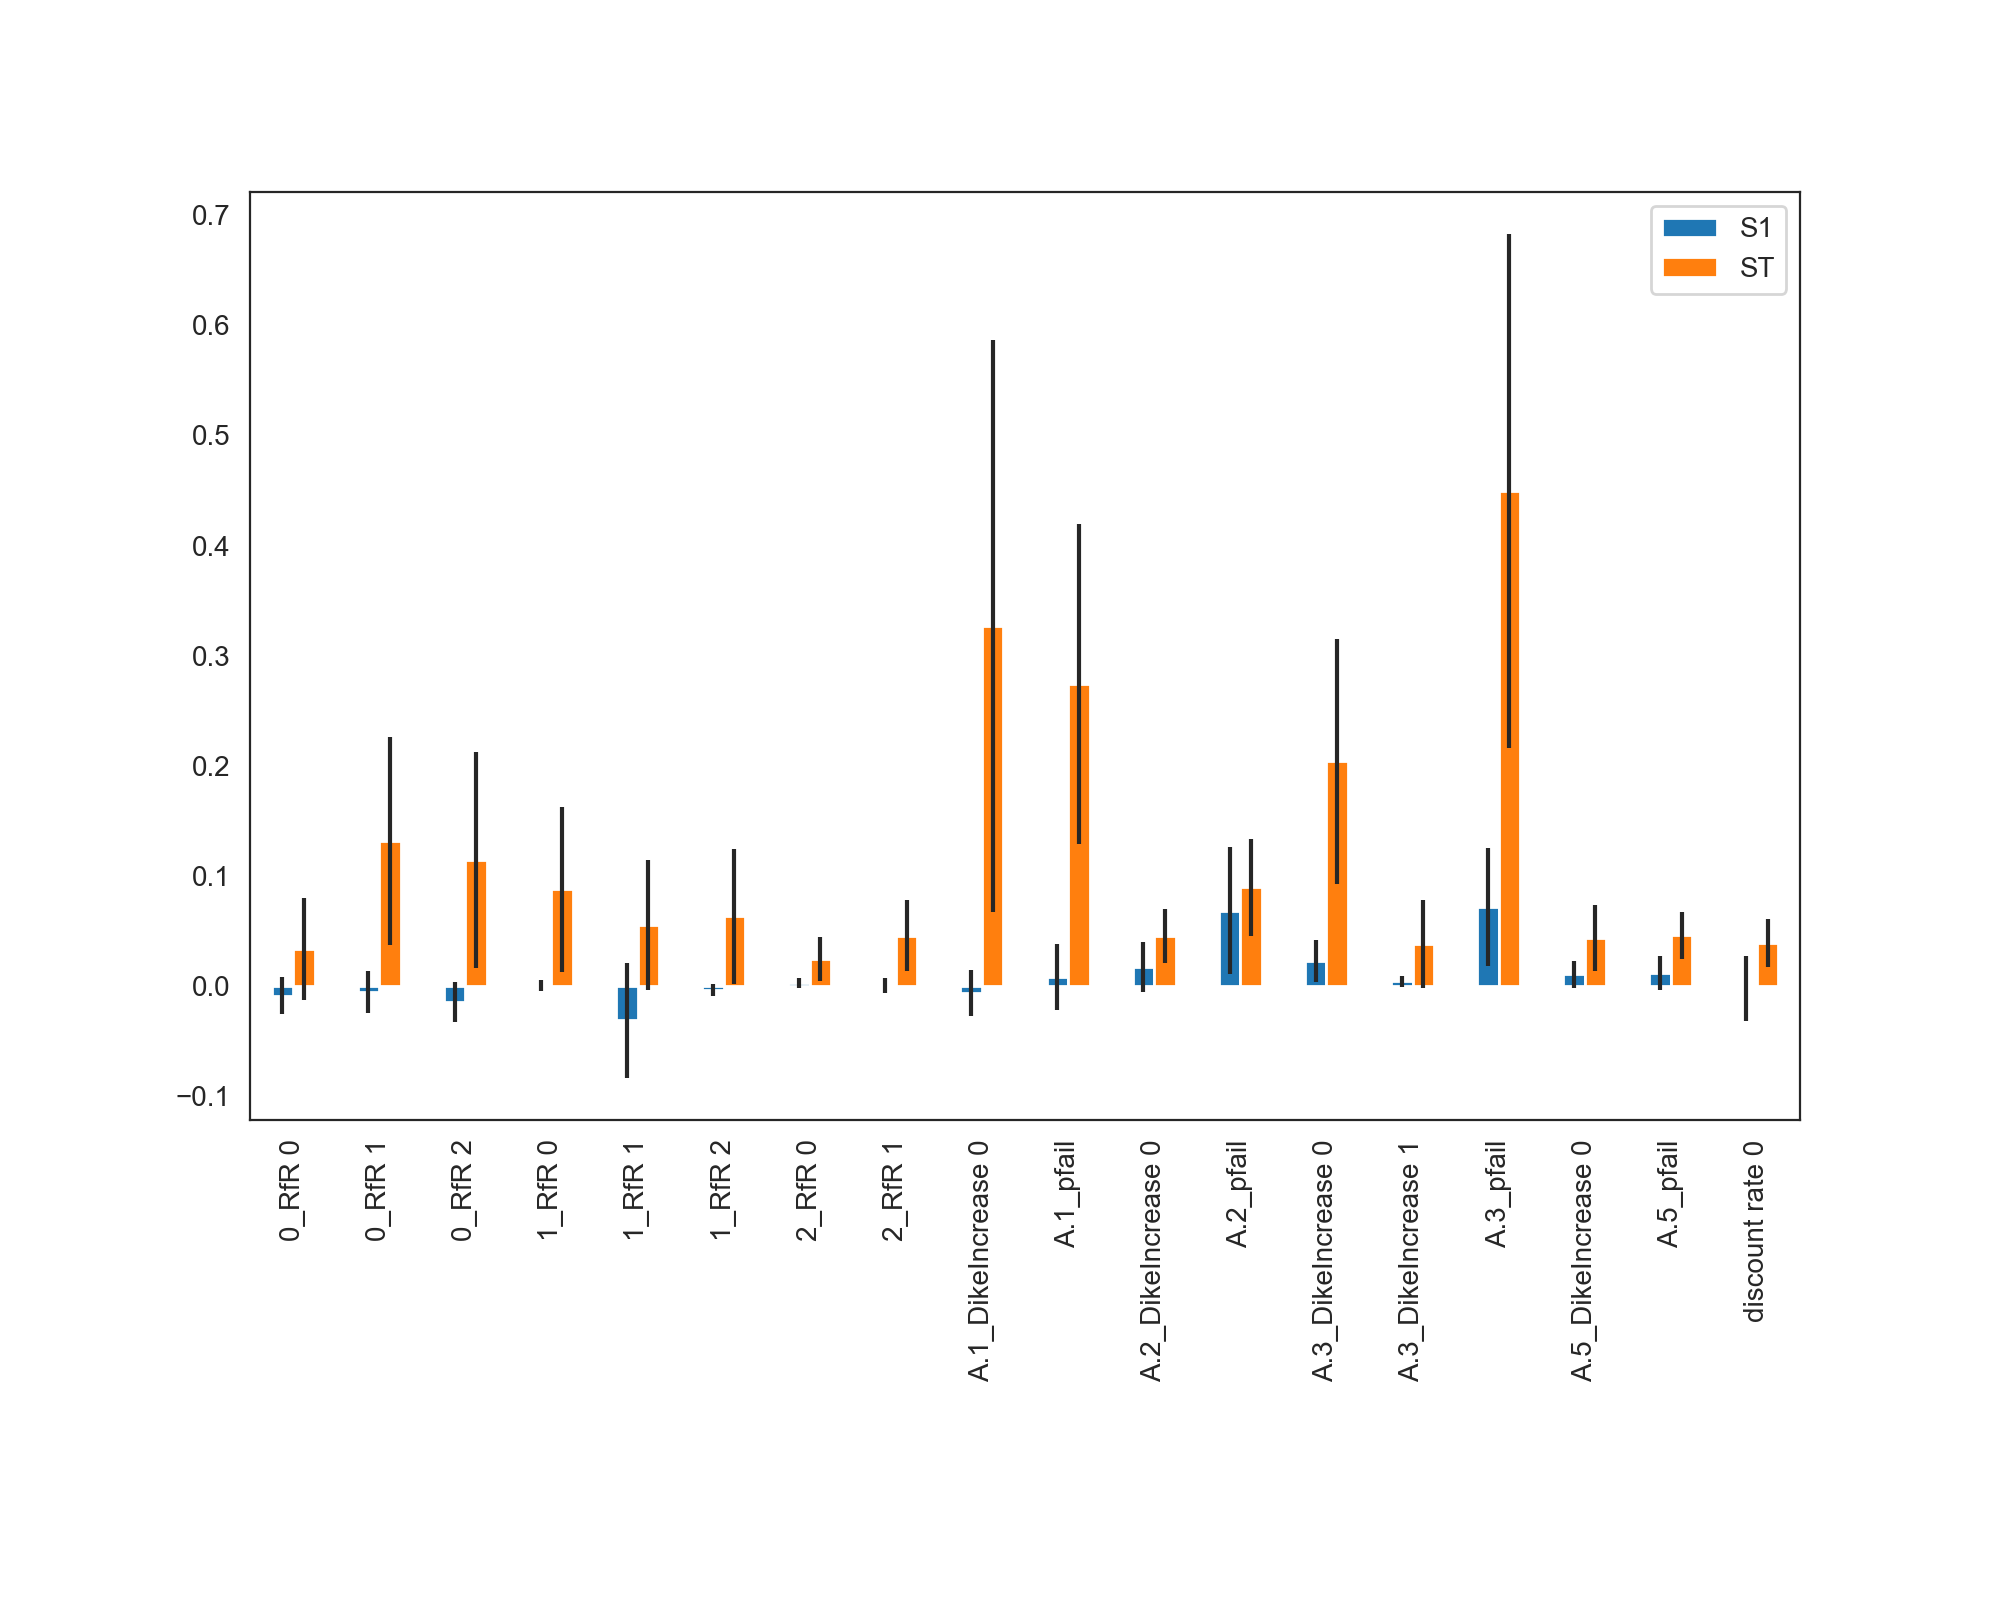 0.7
0.6
0.5
0.4
0.3
0.2
0.1
0.0
−0.1
S1
ST
0_RfR 0
0_RfR 1
0_RfR 2
1_RfR 0
1_RfR 1
1_RfR 2
2_RfR 0
2_RfR 1
A.1_DikeIncrease 0
A.1_pfail
A.2_DikeIncrease 0
A.2_pfail
A.3_DikeIncrease 0
A.3_DikeIncrease 1
A.3_pfail
A.5_DikeIncrease 0
A.5_pfail
discount rate 0